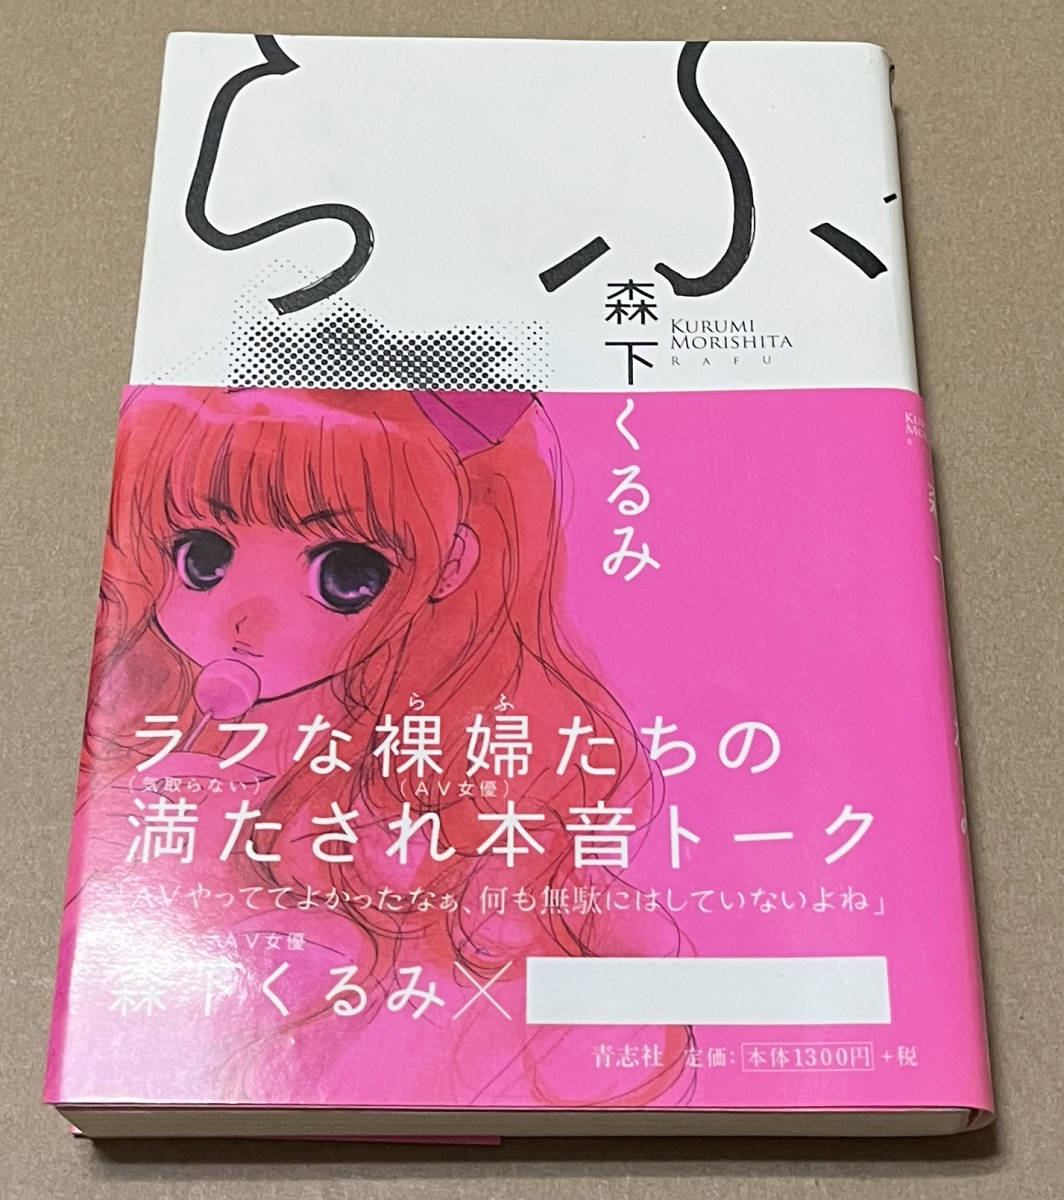 らふ
森下くるみ
KURUMI
MORISHITA
RAFU
らふ
ラフな裸婦たちの
(気取らない) (AV女優)
満たされ本音トーク
「AVやっててよかったなぁ、何も無駄にはしていないよね」
AV女優
森下くるみ×
青志社 定価:本体1300円+税